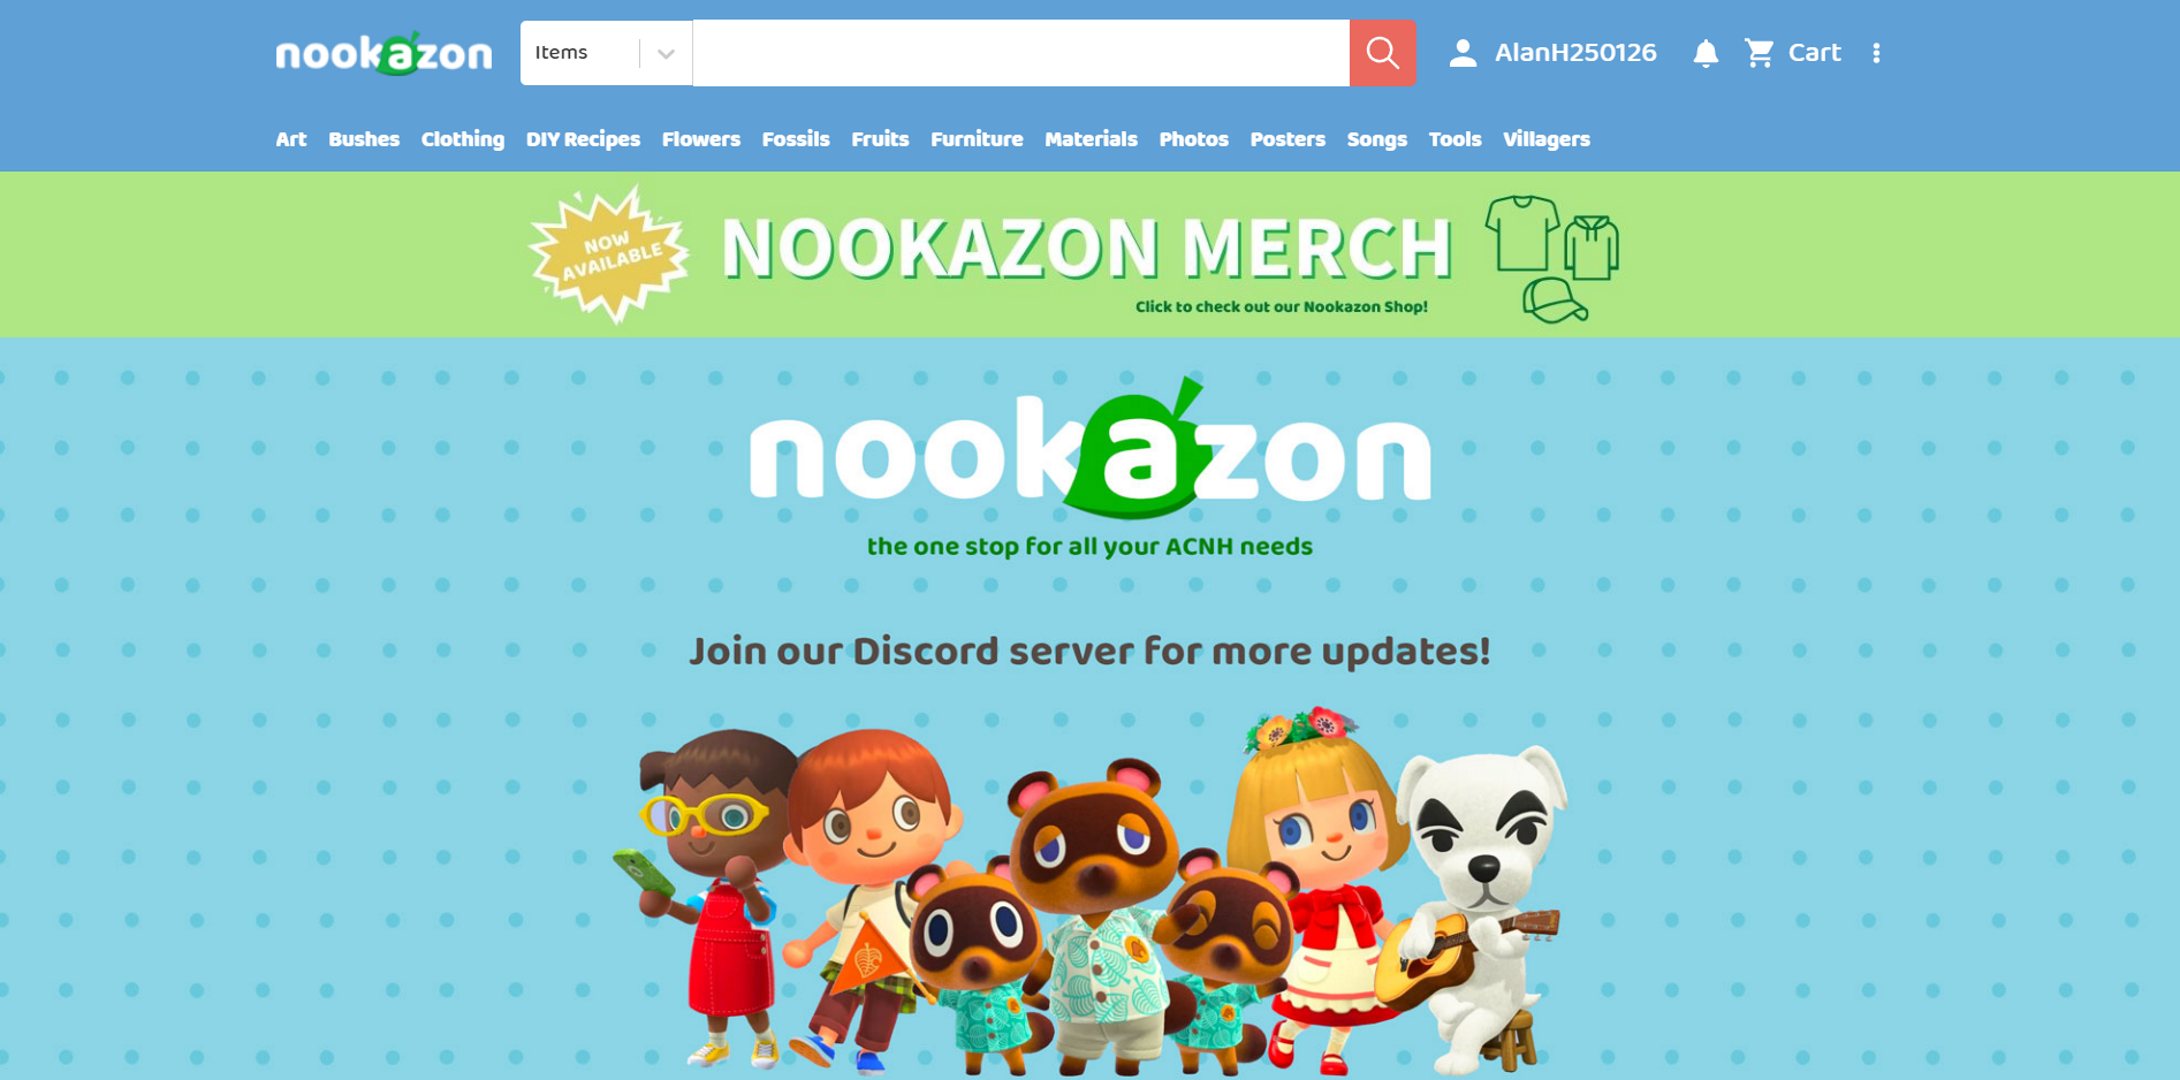 nookazon
Items
AlanH250126
Cart
Art Bushes Clothing DIY Recipes Flowers Fossils Fruits Furniture Materials Photos Posters Songs Tools Villagers
NOW
AVAILABLE
NOOKAZON MERCH
Click to check out our Nookazon Shop!
nookazon
the one stop for all your ACNH needs
Join our Discord server for more updates!